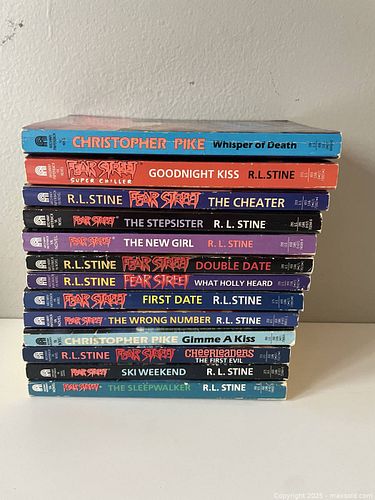 CHRISTOPHER PIKE Whisper of Death
FEAR STREET SUPER CHILLER GOODNIGHT KISS R.L.STINE
R.L.STINE FEAR STREET THE CHEATER
FEAR STREET THE STEPSISTER R. L. STINE
FEAR STREET THE NEW GIRL R.L. STINE
R.L.STINE FEAR STREET DOUBLE DATE
R.L.STINE FEAR STREET WHAT HOLLY HEARD
FEAR STREET FIRST DATE R.L. STINE
FEAR STREET THE WRONG NUMBER R.L. STINE
CHRISTOPHER PIKE Gimme A Kiss
R.L.STINE FEAR STREET CHEERLEADERS THE FIRST EVIL
FEAR STREET SKI WEEKEND R.L. STINE
FEAR STREET THE SLEEPWALKER R.L. STINE
Copyright © 2025 - maxsold.com